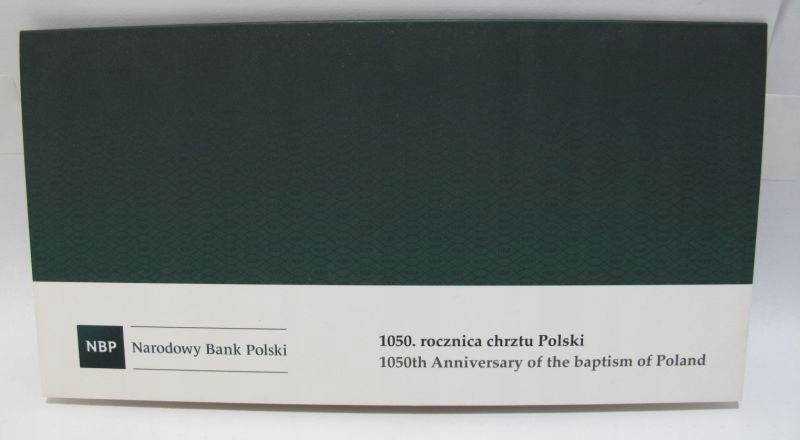 NBP
Narodowy Bank Polski
1050. rocznica chrztu Polski
1050th Anniversary of the baptism of Poland